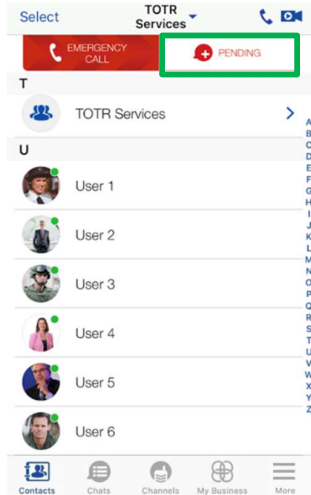 Select
TOTR
Services
EMERGENCY
CALL
PENDING
T
TOTR Services
U
User 1
User 2
User 3
User 4
User 5
User 6
A
B
C
D
E
F
G
H
I
J
K
L
M
N
O
P
Q
R
S
T
U
V
W
X
Y
Z
Contacts
Chats
Channels
My Business
More